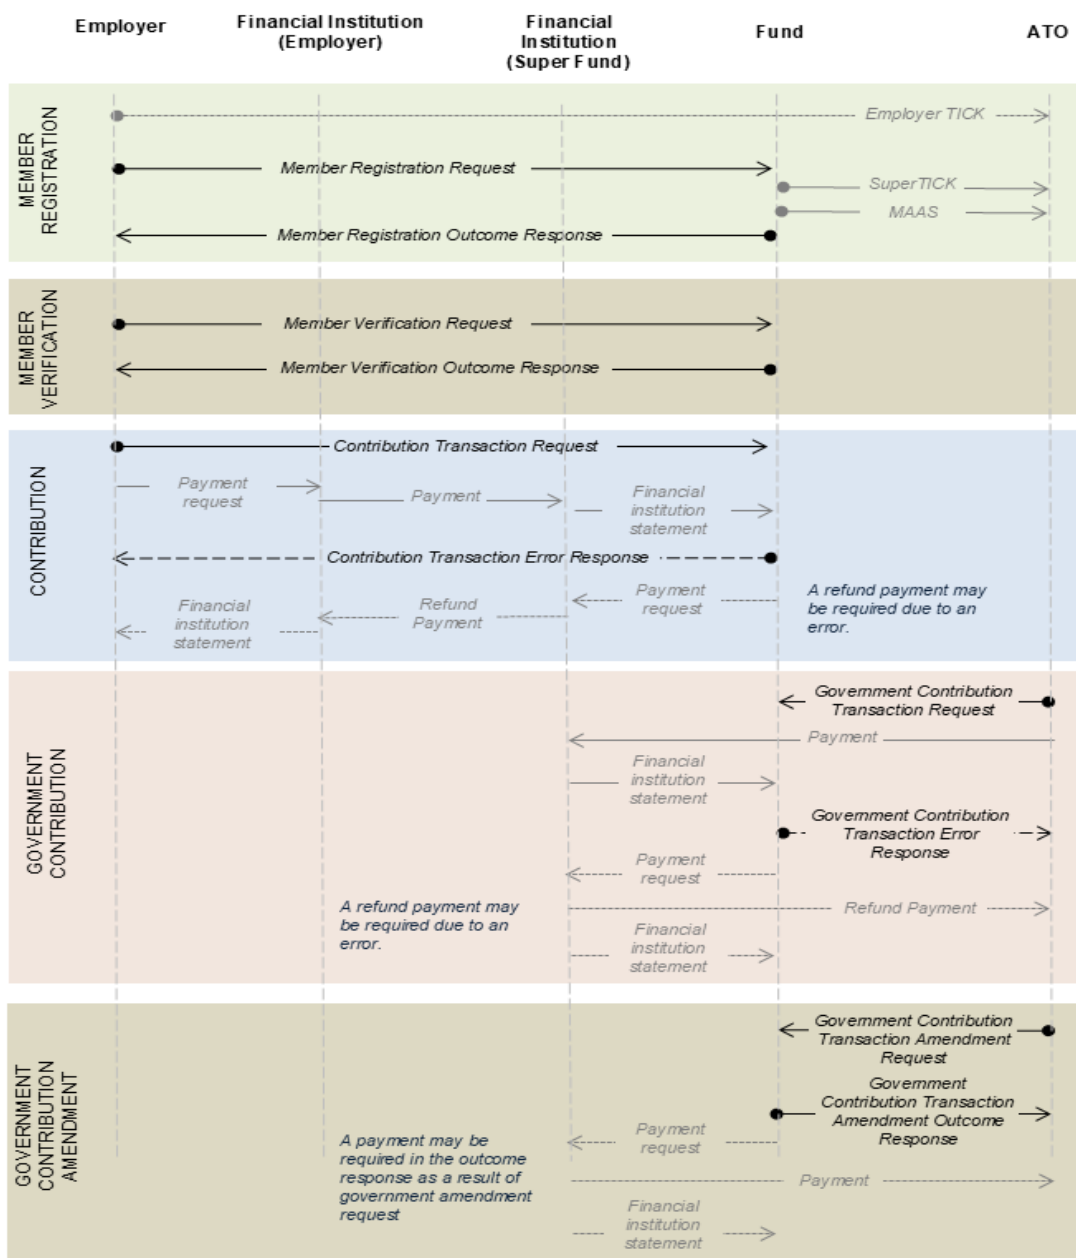 Employer
Financial Institution
(Employer)
Financial
Institution
(Super Fund)
Fund
ATO
MEMBER
REGISTRATION
Employer TICK
Member Registration Request
SuperTICK
MAAS
Member Registration Outcome Response
MEMBER
VERIFICATION
Member Verification Request
Member Verification Outcome Response
CONTRIBUTION
Contribution Transaction Request
Payment
request
Payment
Financial
institution
statement
Contribution Transaction Error Response
Payment
request
Refund
Payment
Financial
institution
statement
A refund payment may
be required due to an
error.
GOVERNMENT
CONTRIBUTION
Government Contribution
Transaction Request
Payment
Financial
institution
statement
Government Contribution
Transaction Error
Response
Payment
request
A refund payment may
be required due to an
error.
Refund Payment
Financial
institution
statement
GOVERNMENT
CONTRIBUTION
AMENDMENT
Government Contribution
Transaction Amendment
Request
Government
Contribution Transaction
Amendment Outcome
Response
Payment
request
A payment may be
required in the outcome
response as a result of
government amendment
request
Payment
Financial
institution
statement